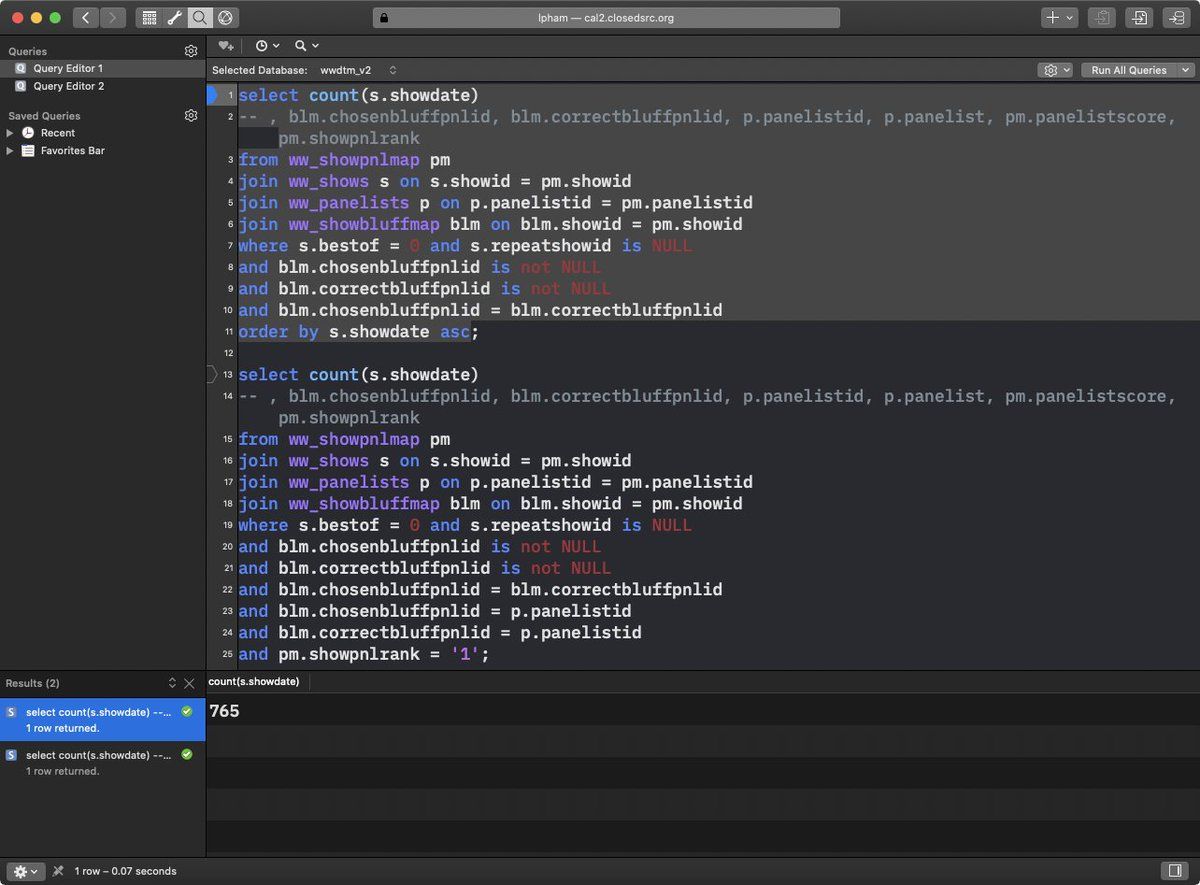 lpham — cal2.closedsrc.org
Queries
Query Editor 1
Query Editor 2
Saved Queries
Recent
Favorites Bar
Selected Database: wwdtm_v2
Run All Queries
1 select count(s.showdate)
2 -- , blm.chosenbluffpnlid, blm.correctbluffpnlid, p.panelistid, p.panelist, pm.panelistscore,
pm.showpnlrank
3 from ww_showpnlmap pm
4 join ww_shows s on s.showid = pm.showid
5 join ww_panelists p on p.panelistid = pm.panelistid
6 join ww_showbluffmap blm on blm.showid = pm.showid
7 where s.bestof = 0 and s.repeatshowid is NULL
8 and blm.chosenbluffpnlid is not NULL
9 and blm.correctbluffpnlid is not NULL
10 and blm.chosenbluffpnlid = blm.correctbluffpnlid
11 order by s.showdate asc;
12
13 select count(s.showdate)
14 -- , blm.chosenbluffpnlid, blm.correctbluffpnlid, p.panelistid, p.panelist, pm.panelistscore,
pm.showpnlrank
15 from ww_showpnlmap pm
16 join ww_shows s on s.showid = pm.showid
17 join ww_panelists p on p.panelistid = pm.panelistid
18 join ww_showbluffmap blm on blm.showid = pm.showid
19 where s.bestof = 0 and s.repeatshowid is NULL
20 and blm.chosenbluffpnlid is not NULL
21 and blm.correctbluffpnlid is not NULL
22 and blm.chosenbluffpnlid = blm.correctbluffpnlid
23 and blm.chosenbluffpnlid = p.panelistid
24 and blm.correctbluffpnlid = p.panelistid
25 and pm.showpnlrank = '1';
Results (2)
S select count(s.showdate) --...
1 row returned.
S select count(s.showdate) --...
1 row returned.
count(s.showdate)
765
1 row – 0.07 seconds